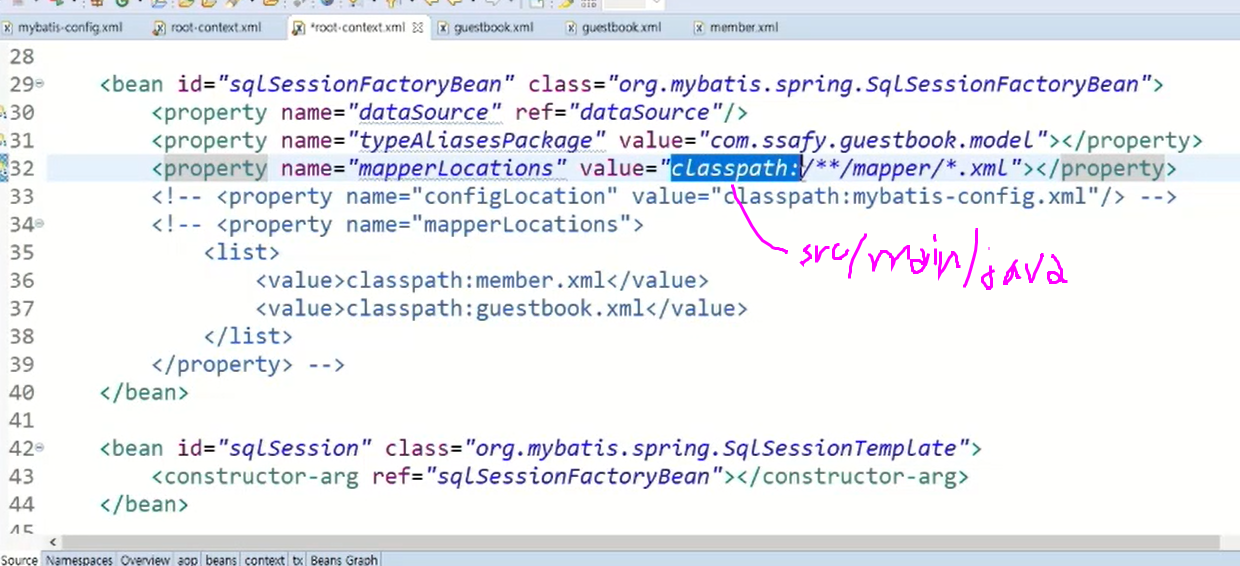 mybatis-config.xml root-context.xml *root-context.xml guestbook.xml guestbook.xml member.xml
28
29 <bean id="sqlSessionFactoryBean" class="org.mybatis.spring.SqlSessionFactoryBean">
30 <property name="dataSource" ref="dataSource"/>
31 <property name="typeAliasesPackage" value="com.ssafy.guestbook.model"></property>
32 <property name="mapperLocations" value="classpath:/**/mapper/*.xml"></property>
33 <!-- <property name="configLocation" value="classpath:mybatis-config.xml"/> -->
34 <!-- <property name="mapperLocations">
src/main/java
35 <list>
36 <value>classpath:member.xml</value>
37 <value>classpath:guestbook.xml</value>
38 </list>
39 </property> -->
40 </bean>
41
42 <bean id="sqlSession" class="org.mybatis.spring.SqlSessionTemplate">
43 <constructor-arg ref="sqlSessionFactoryBean"></constructor-arg>
44 </bean>
45
Source Namespaces Overview aop beans context tx Beans Graph